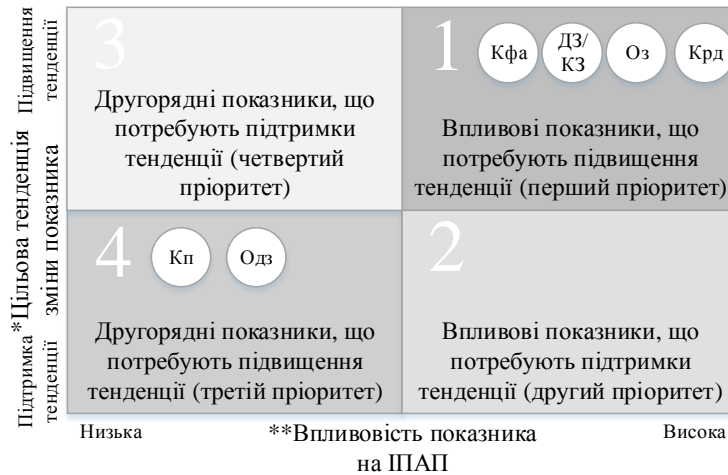 Підвищення
тенденції
3
Другорядні показники, що
потребують підтримки
тенденції (четвертий
пріоритет)
1
Кфа
ДЗ/
КЗ
Оз
Крд
Впливові показники, що
потребують підвищення
тенденції (перший пріоритет)
*Цільова тенденція
зміни показника
4
Кп
Одз
Другорядні показники, що
потребують підвищення
тенденції (третій пріоритет)
2
Впливові показники, що
потребують підтримки
тенденції (другий пріоритет)
Підтримка
тенденції
Низька
**Впливовість показника
на ІПАП
Висока